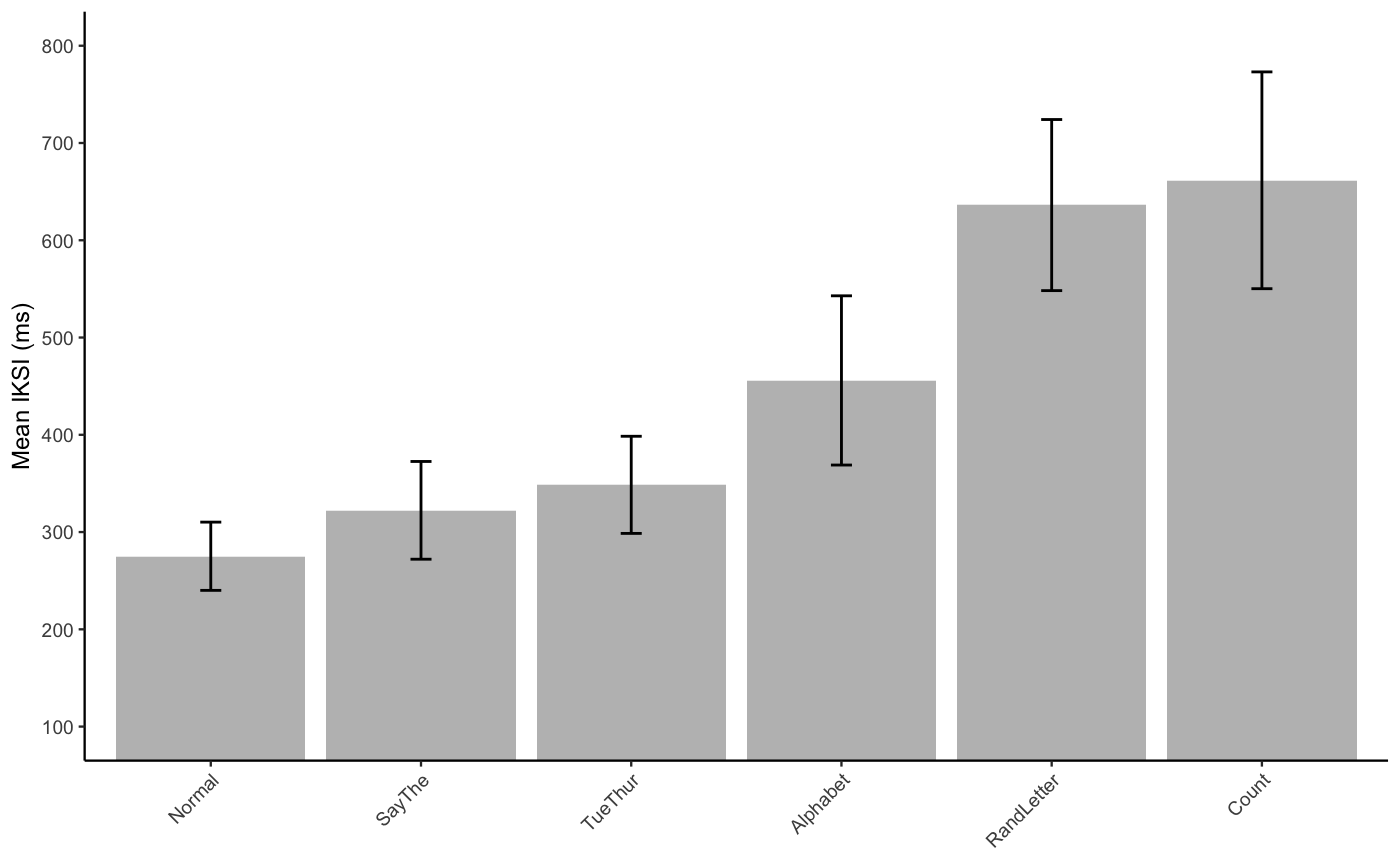 Mean IKSI (ms)
800
700
600
500
400
300
200
100
Normal
SayThe
TueThur
Alphabet
RandLetter
Count